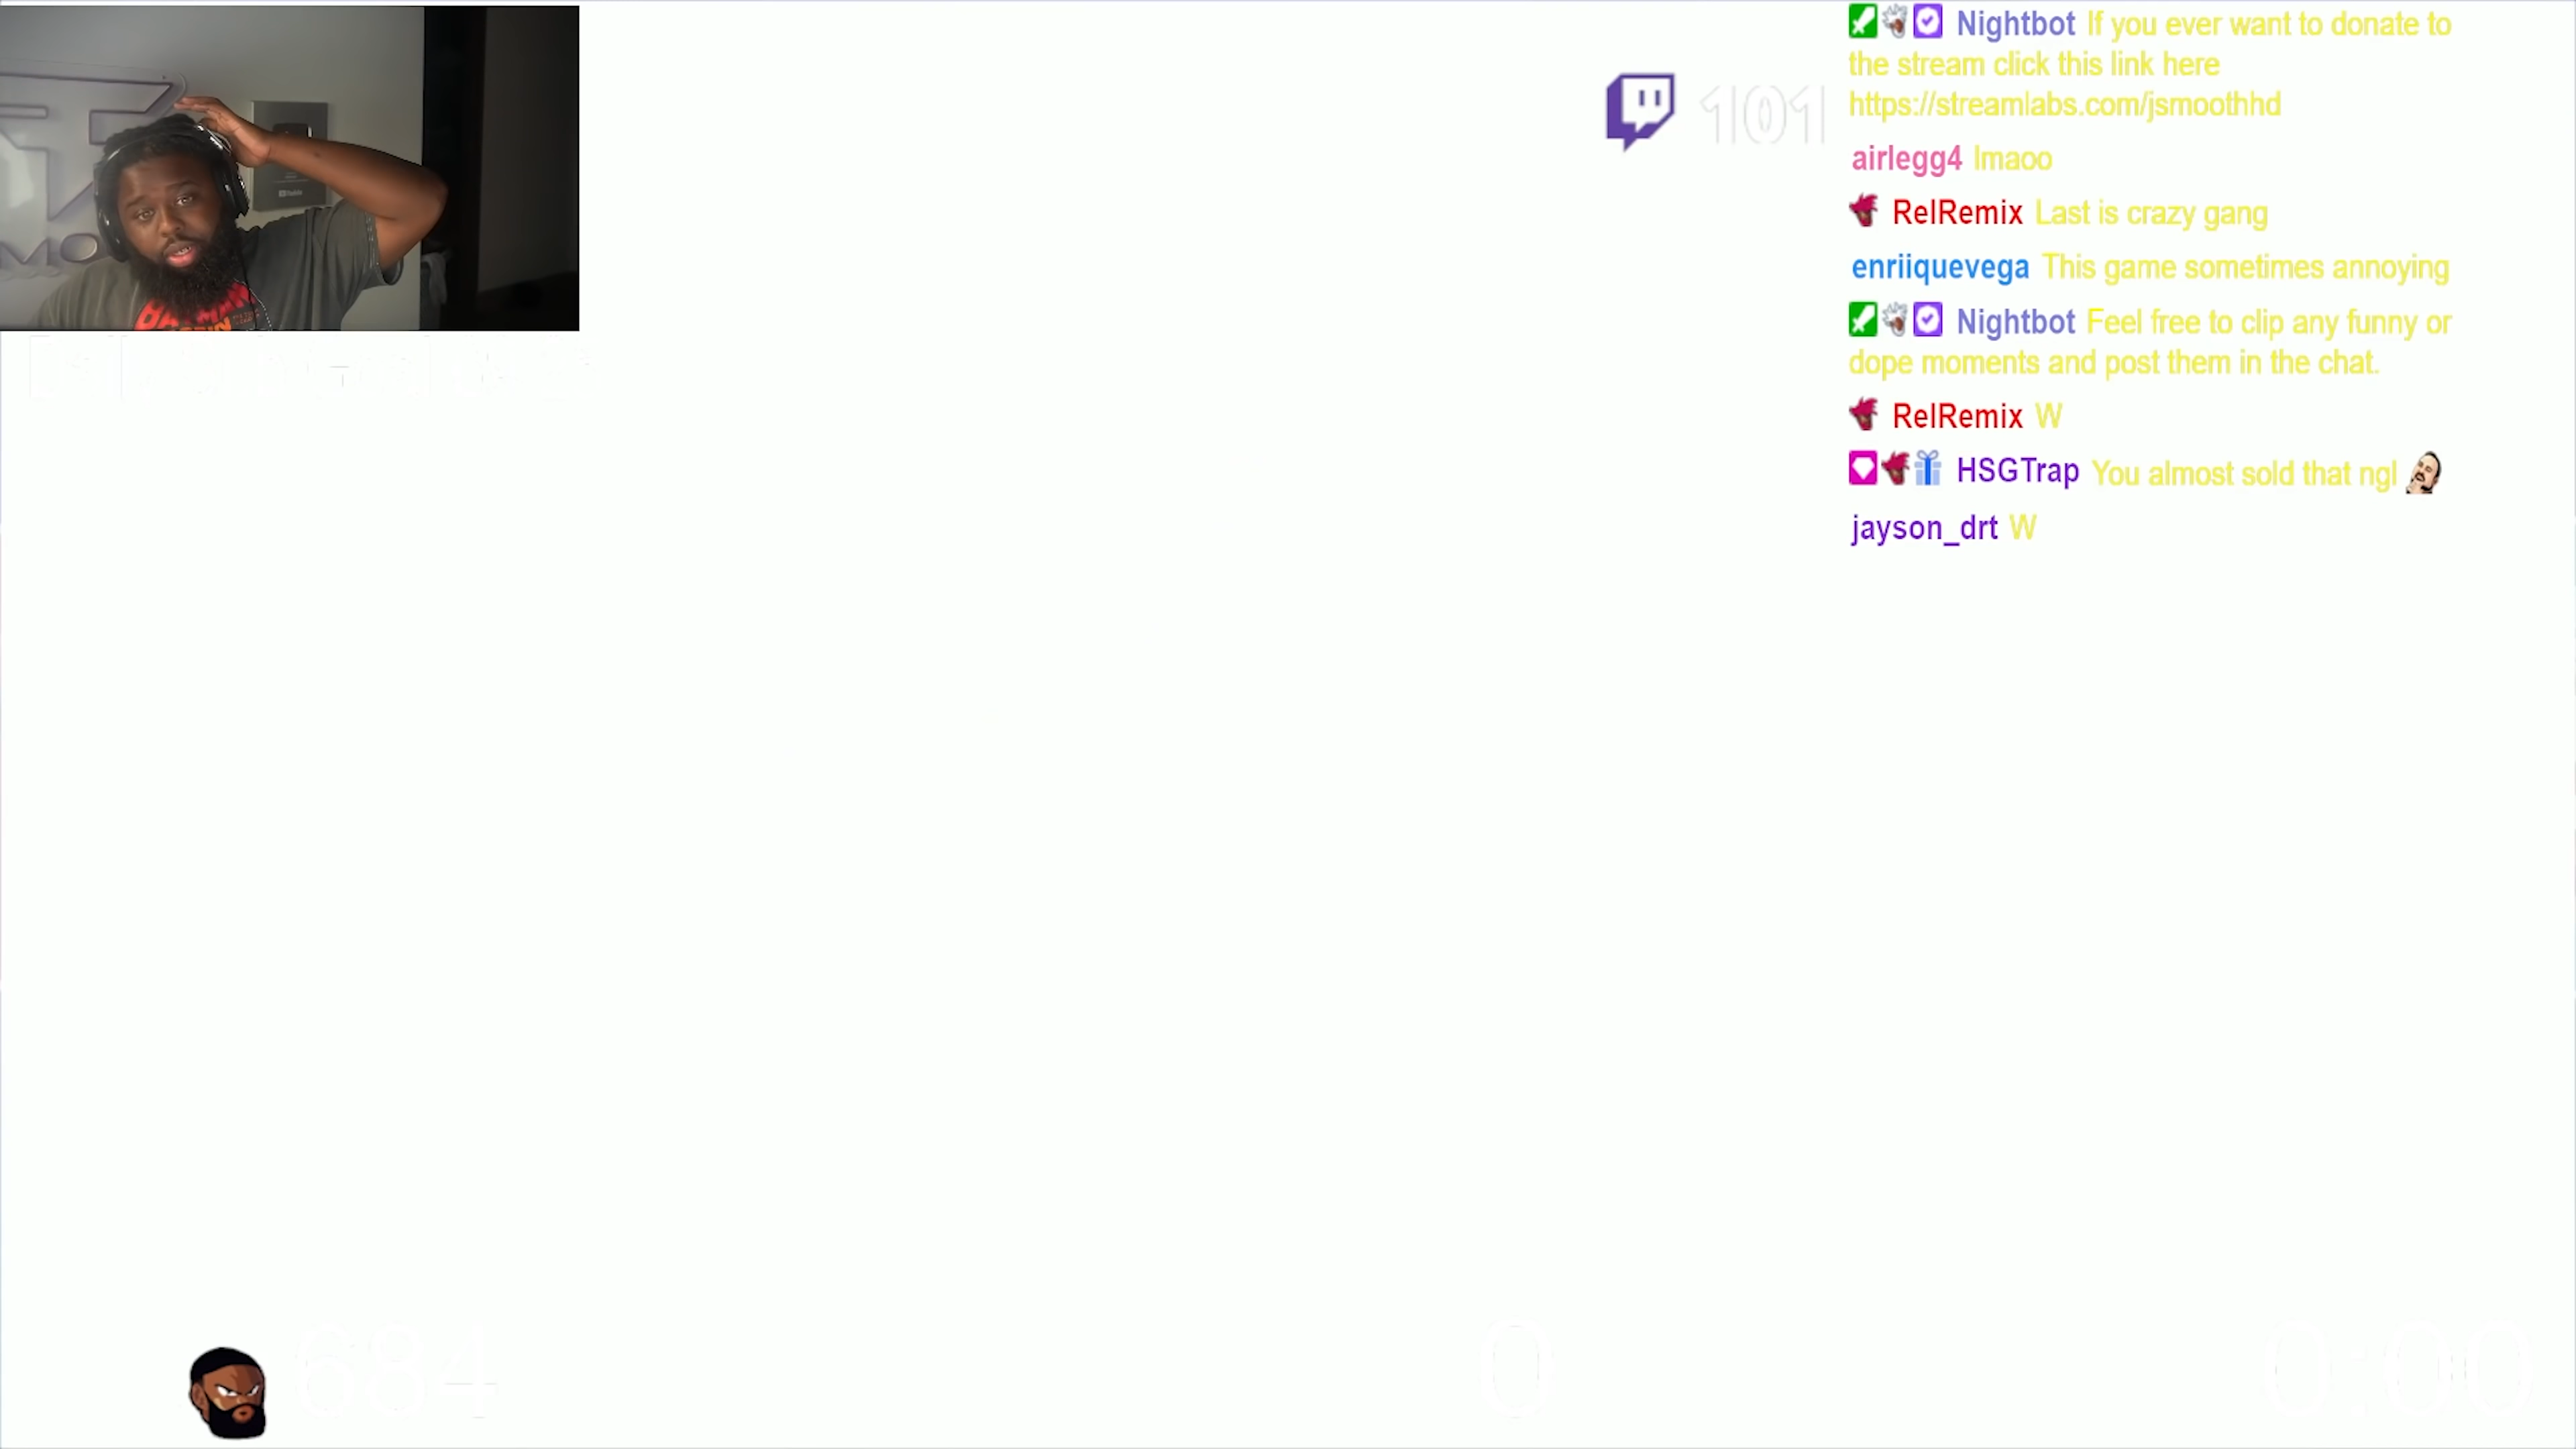 Nightbot If you ever want to donate to
the stream click this link here
https://streamlabs.com/jsmoothhd
101
airlegg4 lmaoo
RelRemix Last is crazy gang
enriiquevega This game sometimes annoying
Nightbot Feel free to clip any funny or
dope moments and post them in the chat.
RelRemix W
HSGTrap You almost sold that ngl
jayson_drt W
684
0